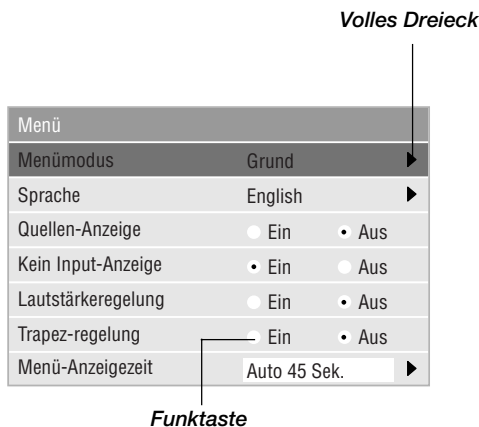 Volles Dreieck
Menü
Menümodus Grund
Sprache English
Quellen-Anzeige Ein Aus
Kein Input-Anzeige Ein Aus
Lautstärkeregelung Ein Aus
Trapez-regelung Ein Aus
Menü-Anzeigezeit Auto 45 Sek.
Funktaste